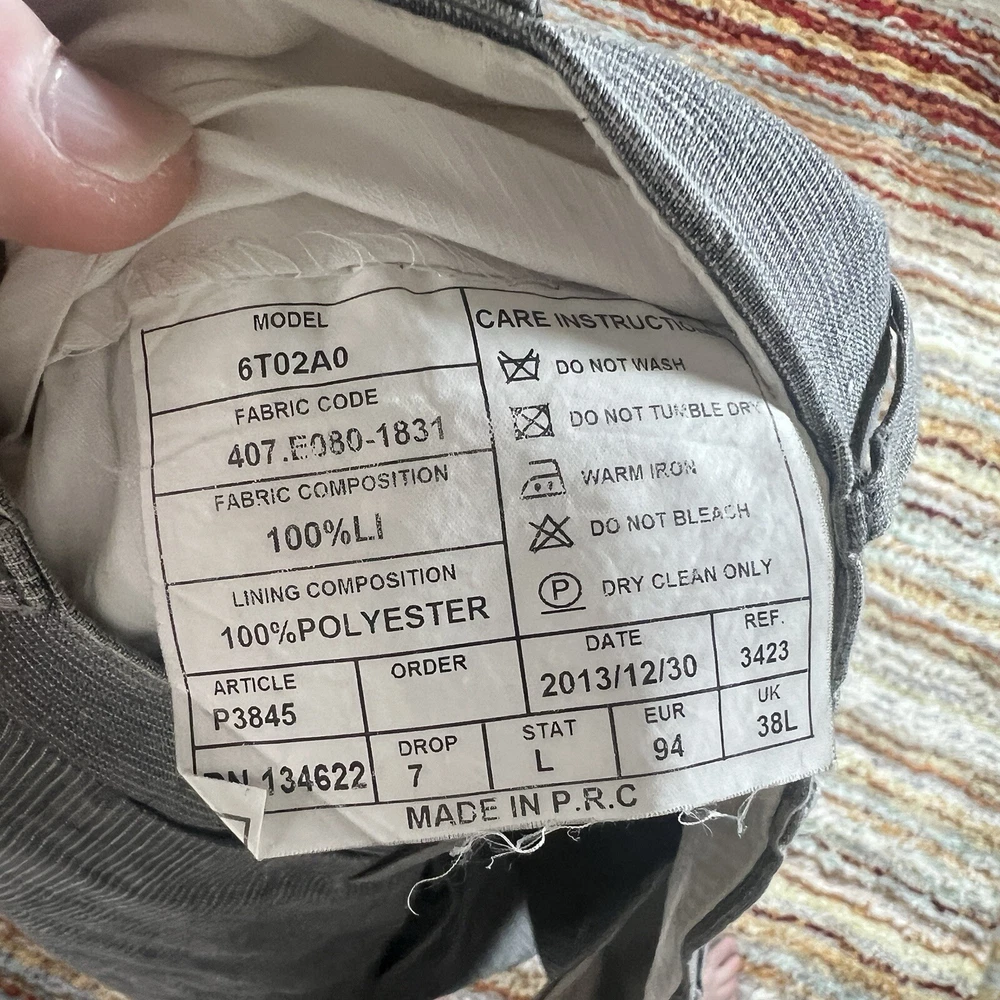 MODEL
6T02A0
FABRIC CODE
407.E080-1831
FABRIC COMPOSITION
100%LI
LINING COMPOSITION
100%POLYESTER
CARE
DO NOT WASH
DO NOT TUMBLE DRY
WARM IRON
DO NOT BLEACH
P DRY CLEAN ONLY
ARTICLE
P3845
ORDER
DATE
2013/12/30
REF.
3423
134622
DROP
7
STAT
L
EUR
94
UK
38L
MADE IN P.R.C